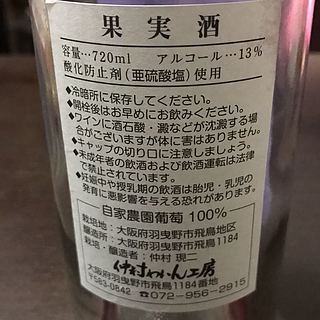 果実酒
容量…720ml アルコール…13%
酸化防止剤(亜硫酸塩)使用
◆冷暗所に保存してください。
◆開栓後はお早めにお飲みください。
◆ワインに酒石酸・澱などが沈澱する場
合がございますが体に害はありません。
◆キャップの切り口に注意しましょう。
◆未成年者の飲酒および飲酒運転は法律
で禁止されています。
◆妊娠中や授乳期の飲酒は胎児・乳児の
発育に悪影響を与える恐れがあります。
自家農園葡萄 100%
栽培地:大阪府羽曳野市飛鳥地区
醸造所:大阪府羽曳野市飛鳥1184
栽培・醸造者:仲村 現二
仲村わいん工房
大阪府羽曳野市飛鳥1184番地
〒583-0842 ☎072-956-2915